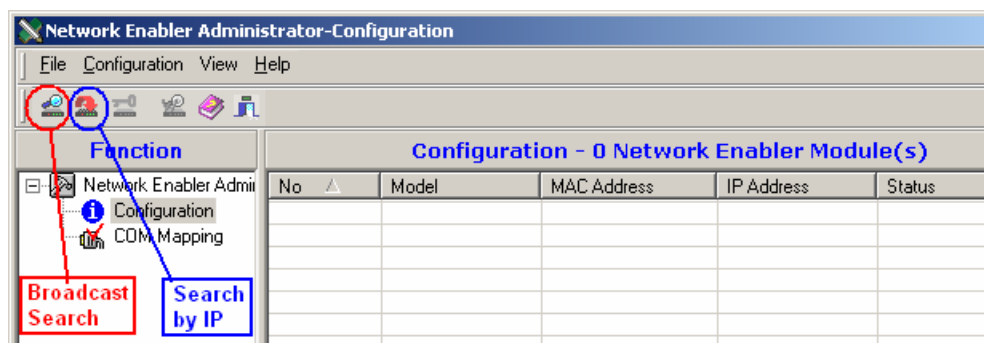 Network Enabler Administrator-Configuration
File Configuration View Help
Function
Configuration - 0 Network Enabler Module(s)
Network Enabler Admi
No Model MAC Address IP Address Status
Configuration
COM Mapping
Broadcast
Search
Search
by IP